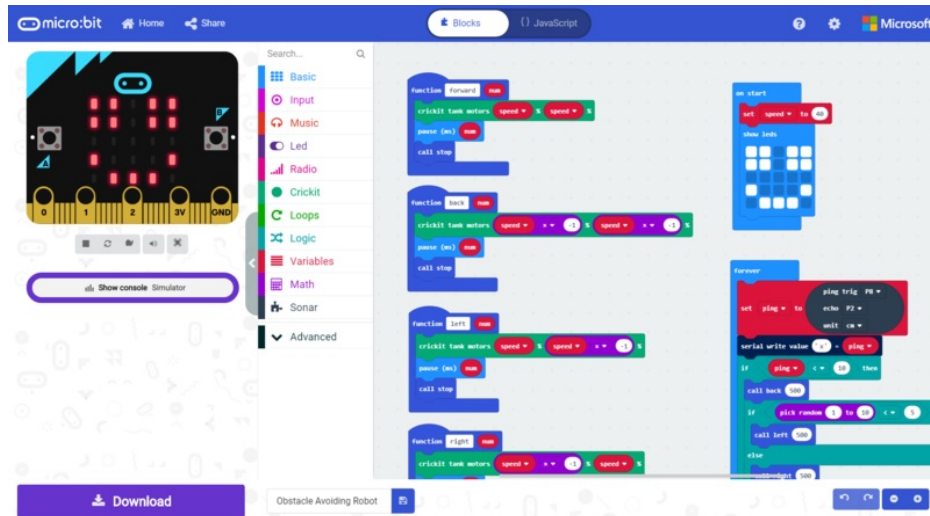 micro:bit Home Share Blocks {} JavaScript ? Microsoft
B
A
0 1 2 3V GND
Show console Simulator
Search...
Basic
Input
Music
Led
Radio
Crickit
Loops
Logic
Variables
Math
Sonar
Advanced
function forward num
crickit tank motors speed % speed %
pause (ms) num
call stop
function back num
crickit tank motors speed × -1 % speed × -1 %
pause (ms) num
call stop
function left num
crickit tank motors speed % speed × -1 %
pause (ms) num
call stop
function right num
crickit tank motors speed × -1 % speed %
on start
set speed to 40
show leds
forever
ping trig P8
set ping to echo P2
unit cm
serial write value "x" = ping
if ping < 10 then
call back 500
if pick random 1 to 10 < 5
call left 500
else
500
Download
Obstacle Avoiding Robot